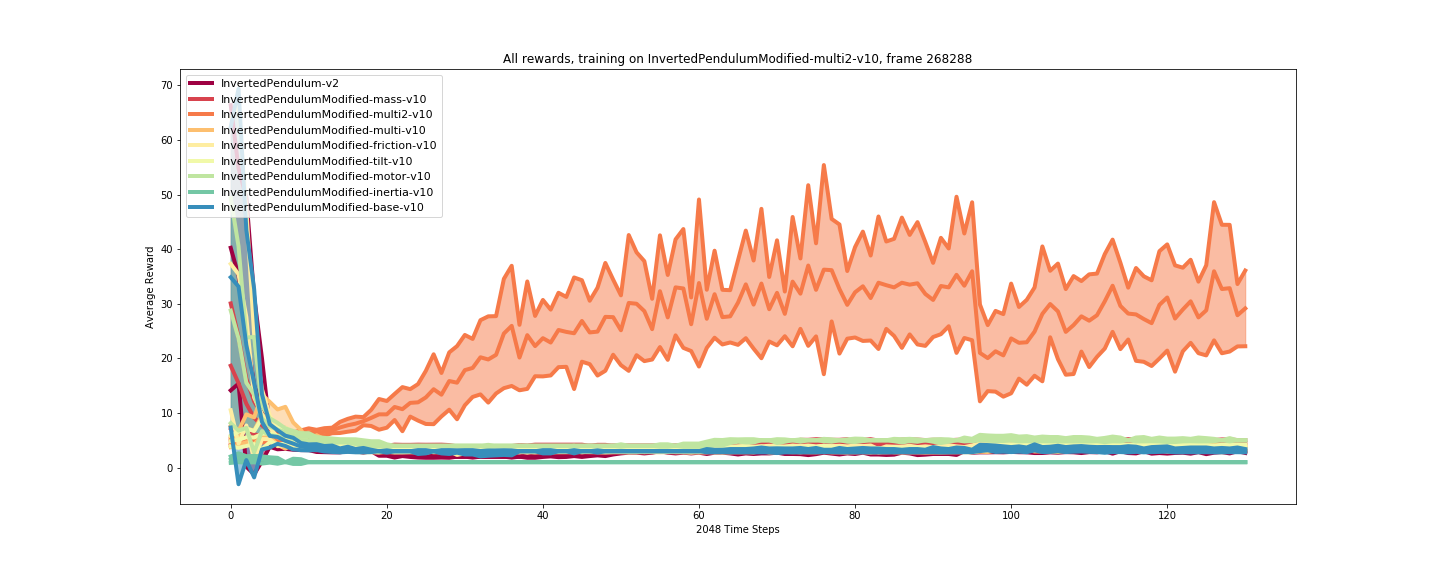 All rewards, training on InvertedPendulumModified-multi2-v10, frame 268288
InvertedPendulum-v2
InvertedPendulumModified-mass-v10
InvertedPendulumModified-multi2-v10
InvertedPendulumModified-multi-v10
InvertedPendulumModified-friction-v10
InvertedPendulumModified-tilt-v10
InvertedPendulumModified-motor-v10
InvertedPendulumModified-inertia-v10
InvertedPendulumModified-base-v10
70
60
50
40
30
20
10
0
Average Reward
0 20 40 60 80 100 120
2048 Time Steps